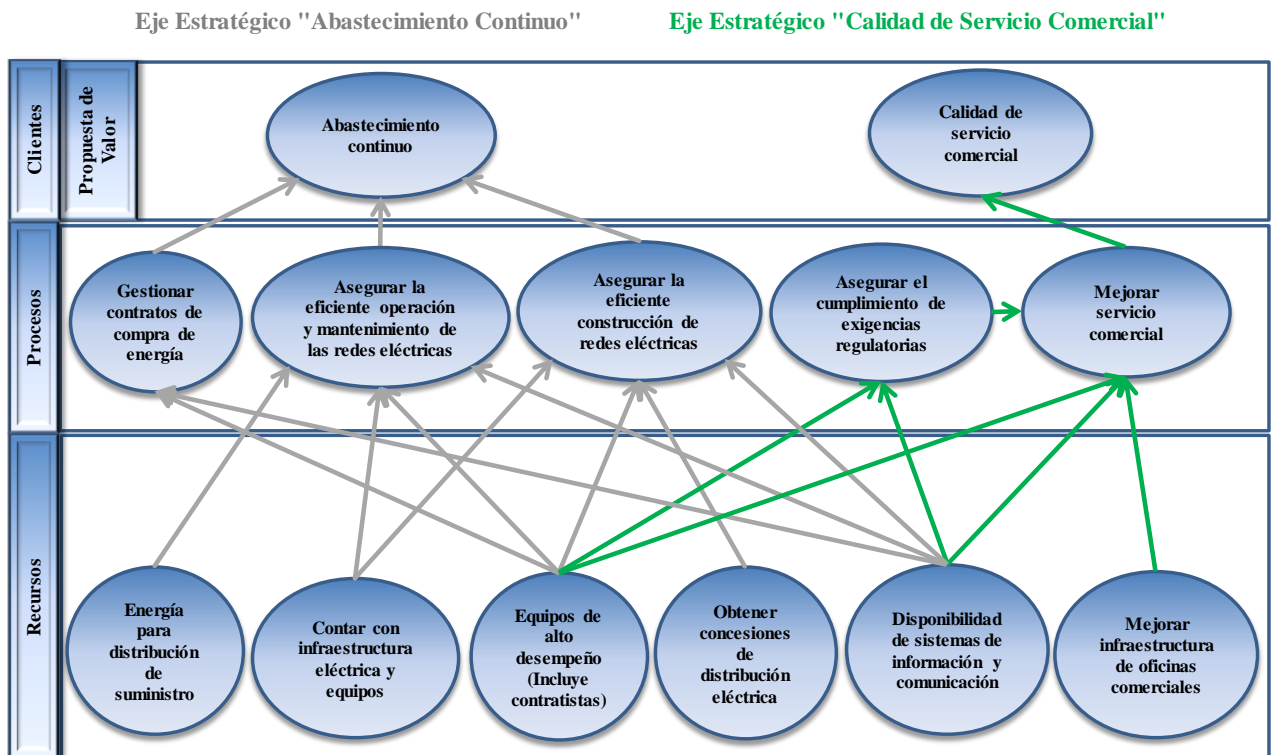 Eje Estratégico "Abastecimiento Continuo"
Eje Estratégico "Calidad de Servicio Comercial"
Clientes
Propuesta de
Valor
Abastecimiento
continuo
Calidad de
servicio
comercial
Procesos
Gestionar
contratos de
compra de
energía
Asegurar la
eficiente operación
y mantenimiento de
las redes eléctricas
Asegurar la
eficiente
construcción de
redes eléctricas
Asegurar el
cumplimiento de
exigencias
regulatorias
Mejorar
servicio
comercial
Recursos
Energía
para
distribución
de
suministro
Contar con
infraestructura
eléctrica y
equipos
Equipos de
alto
desempeño
(Incluye
contratistas)
Obtener
concesiones
de
distribución
eléctrica
Disponibilidad
de sistemas de
información y
comunicación
Mejorar
infraestructura
de oficinas
comerciales